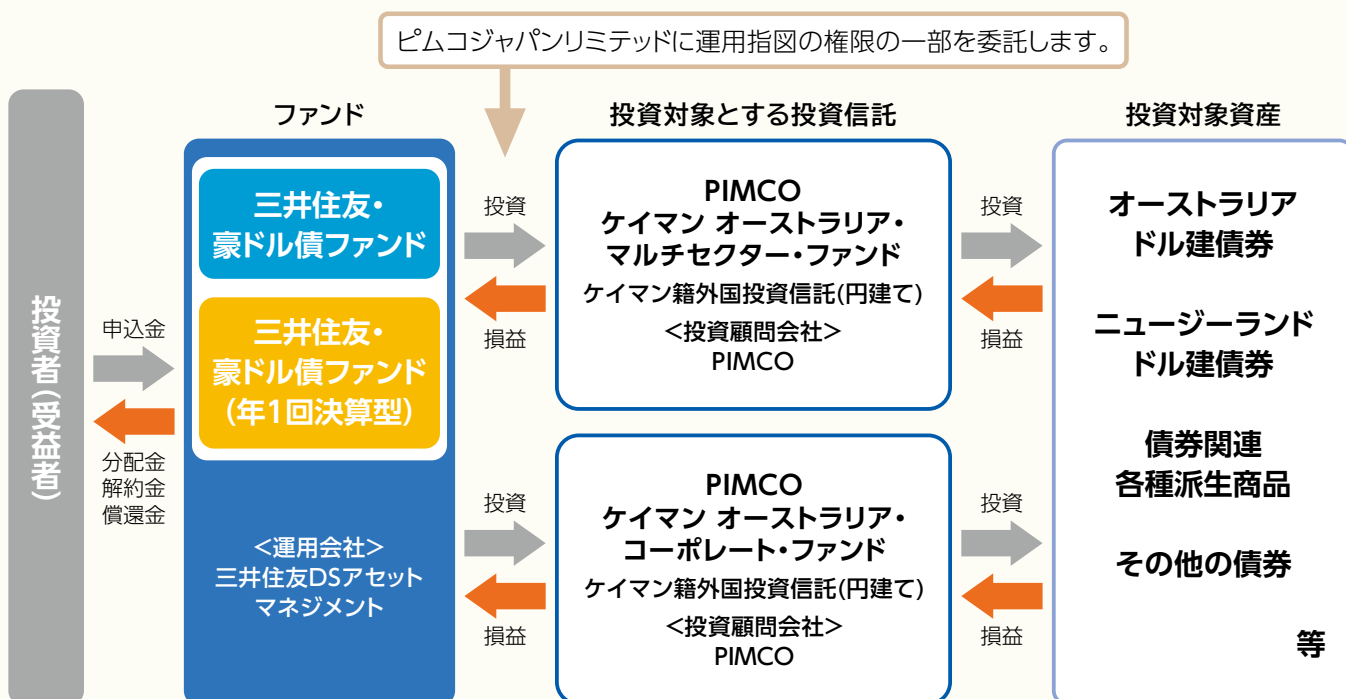 ピムコジャパンリミテッドに運用指図の権限の一部を委託します。
ファンド
投資対象とする投資信託
投資対象資産
投資者(受益者)
申込金
分配金
解約金
償還金
三井住友・
豪ドル債ファンド
三井住友・
豪ドル債ファンド
(年1回決算型)
<運用会社>
三井住友DSアセット
マネジメント
投資
損益
投資
損益
PIMCO
ケイマン オーストラリア・
マルチセクター・ファンド
ケイマン籍外国投資信託(円建て)
<投資顧問会社>
PIMCO
PIMCO
ケイマン オーストラリア・
コーポレート・ファンド
ケイマン籍外国投資信託(円建て)
<投資顧問会社>
PIMCO
投資
損益
投資
損益
オーストラリア
ドル建債券
ニュージーランド
ドル建債券
債券関連
各種派生商品
その他の債券
等